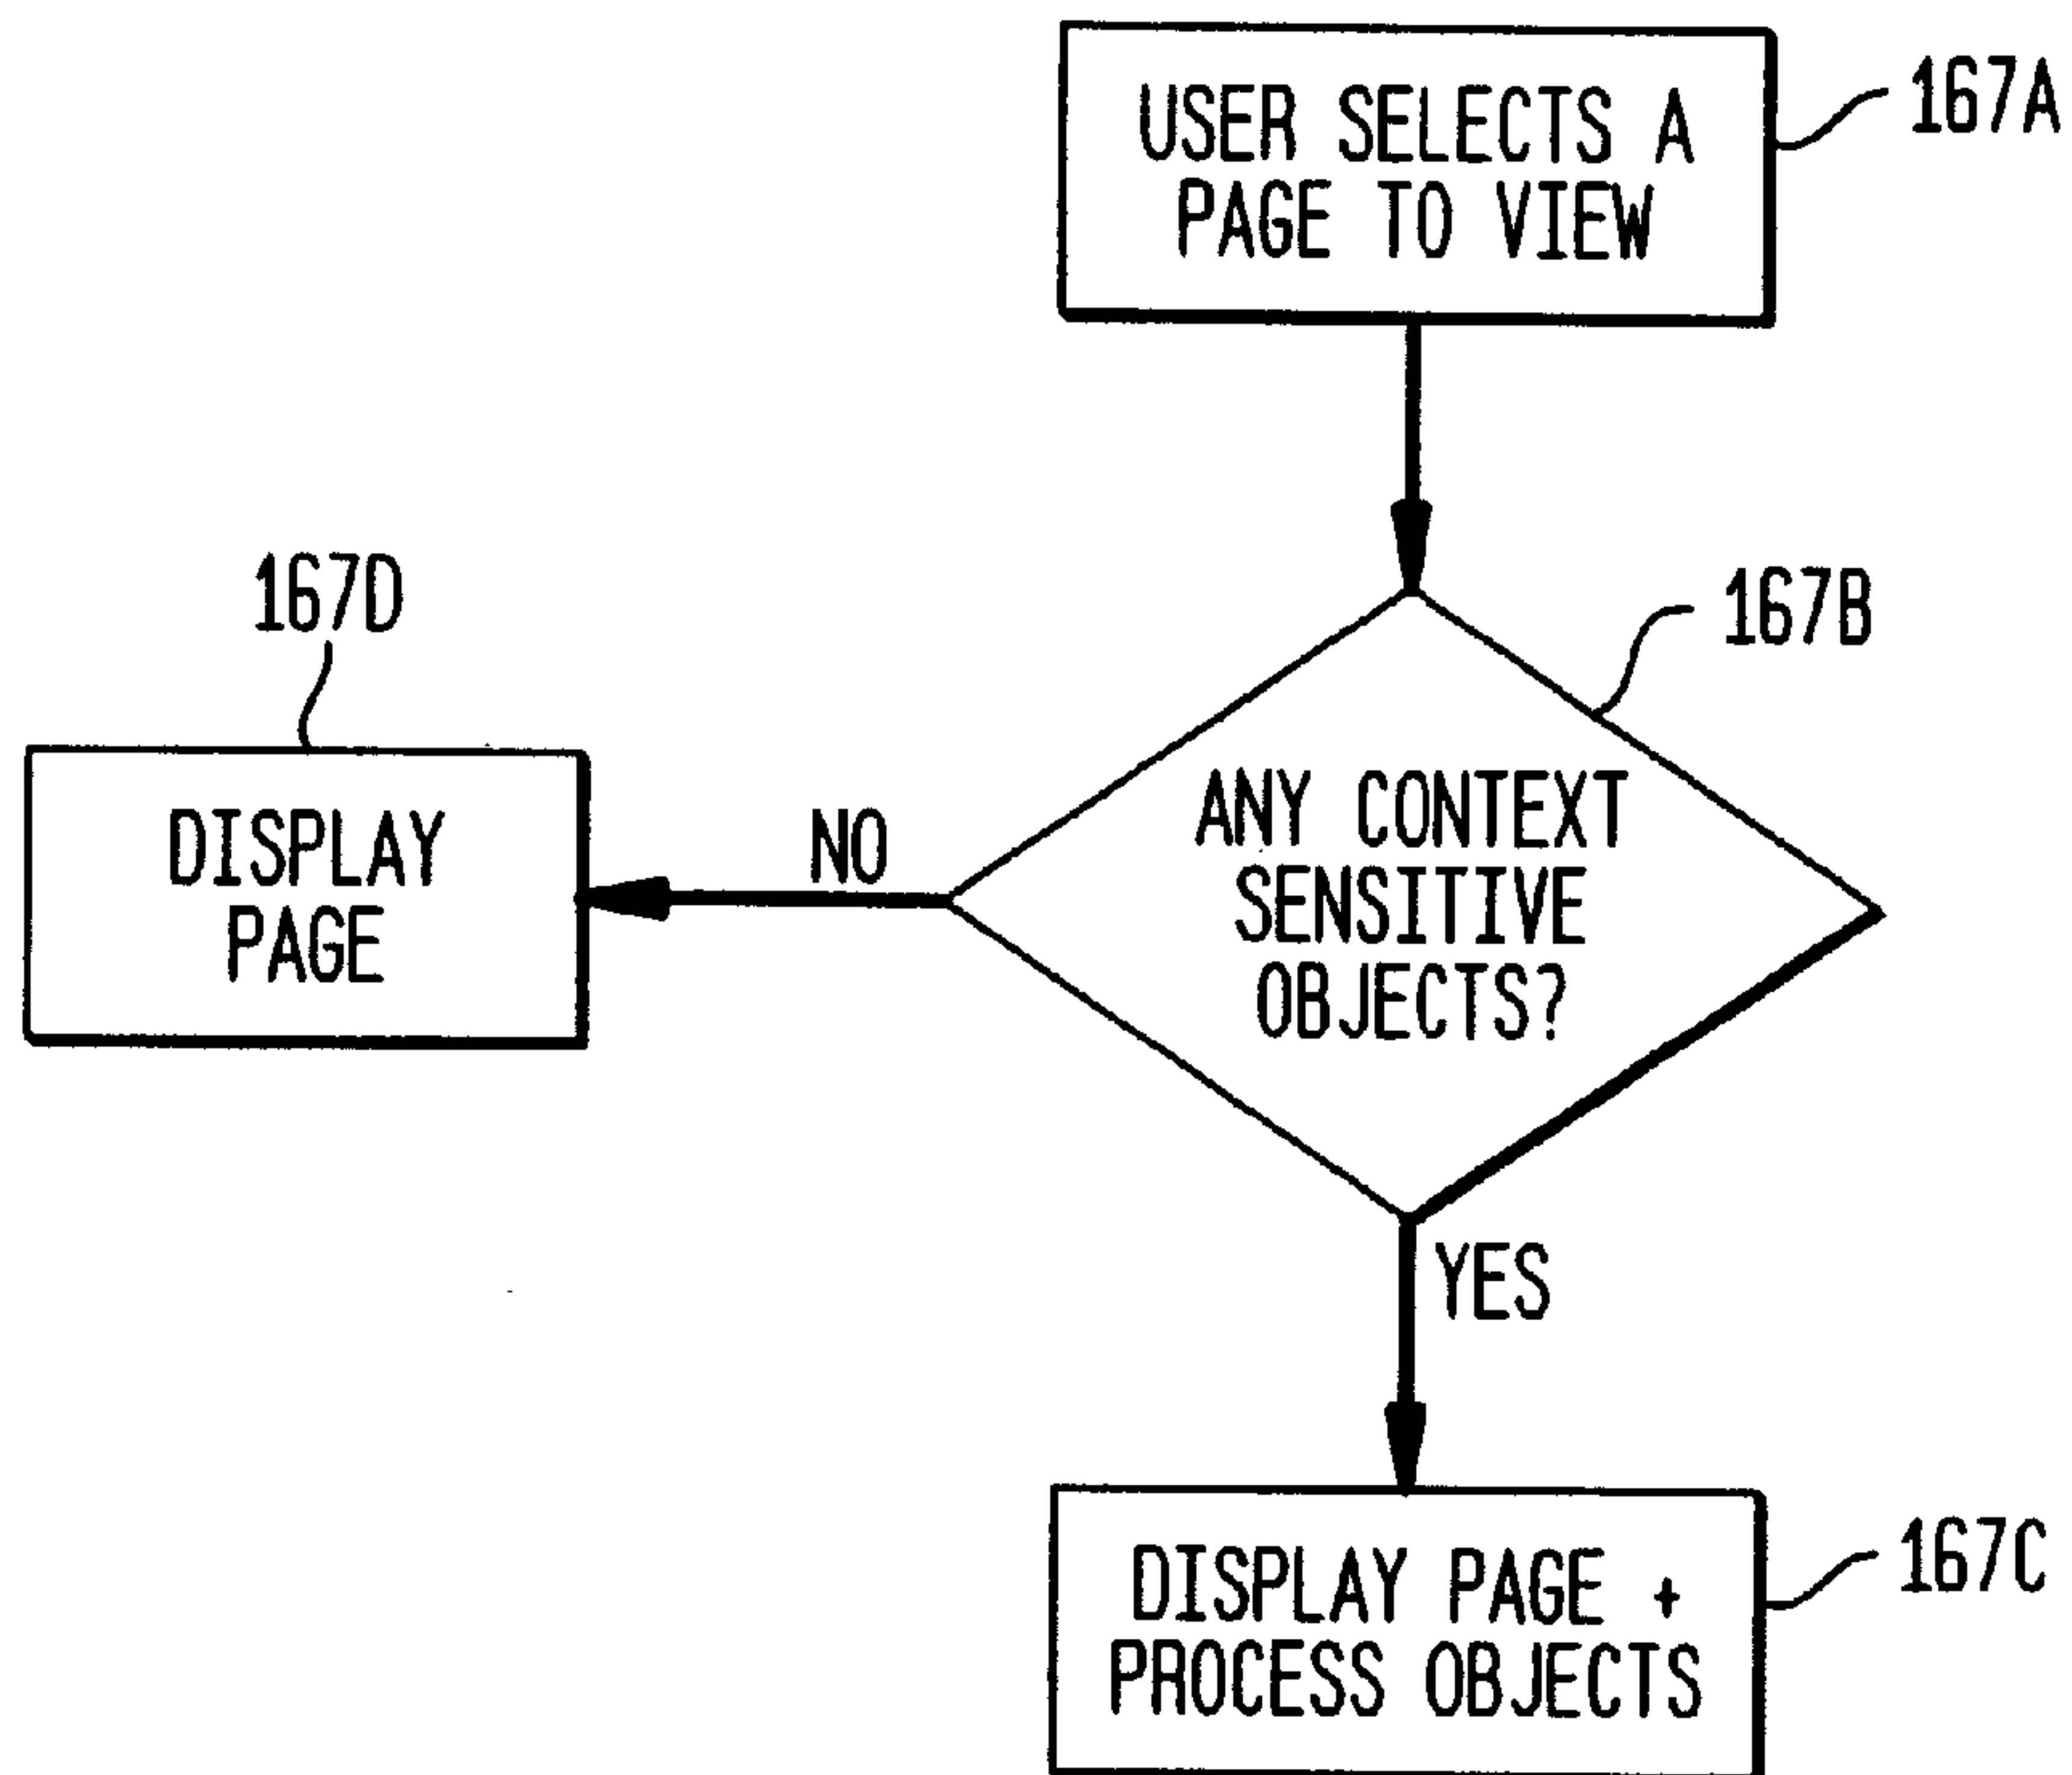 USER SELECTS A
PAGE TO VIEW
167A
167D
167B
DISPLAY
PAGE
NO
ANY CONTEXT
SENSITIVE
OBJECTS?
YES
DISPLAY PAGE +
PROCESS OBJECTS
167C